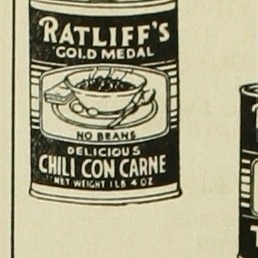 RATLIFF'S
GOLD MEDAL
NO BEANS
DELICIOUS
CHILI CON CARNE
NET WEIGHT 1 LB 4 OZ